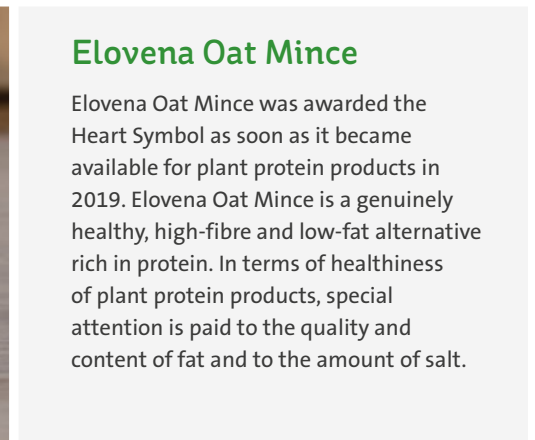 Elovena Oat Mince
Elovena Oat Mince was awarded the
Heart Symbol as soon as it became
available for plant protein products in
2019. Elovena Oat Mince is a genuinely
healthy, high-fibre and low-fat alternative
rich in protein. In terms of healthiness
of plant protein products, special
attention is paid to the quality and
content of fat and to the amount of salt.